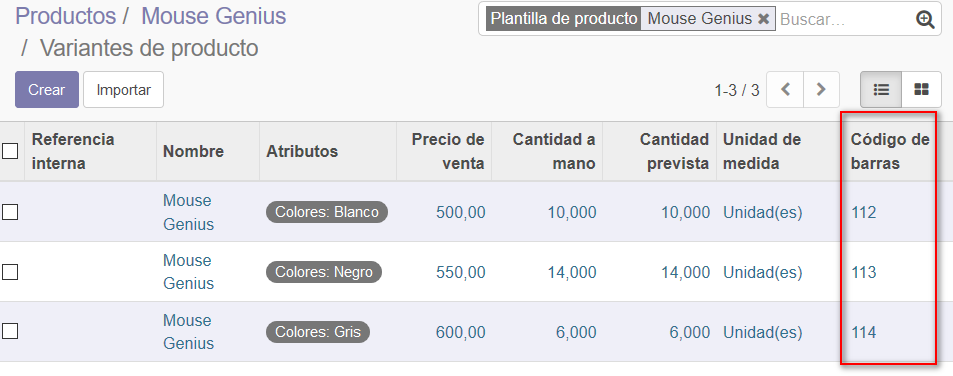 Productos / Mouse Genius
/ Variantes de producto
Plantilla de producto Mouse Genius ✖ Buscar...
Crear Importar
1-3 / 3
Referencia interna Nombre Atributos Precio de venta Cantidad a mano Cantidad prevista Unidad de medida Código de barras
Mouse Genius Colores: Blanco 500,00 10,000 10,000 Unidad(es) 112
Mouse Genius Colores: Negro 550,00 14,000 14,000 Unidad(es) 113
Mouse Genius Colores: Gris 600,00 6,000 6,000 Unidad(es) 114